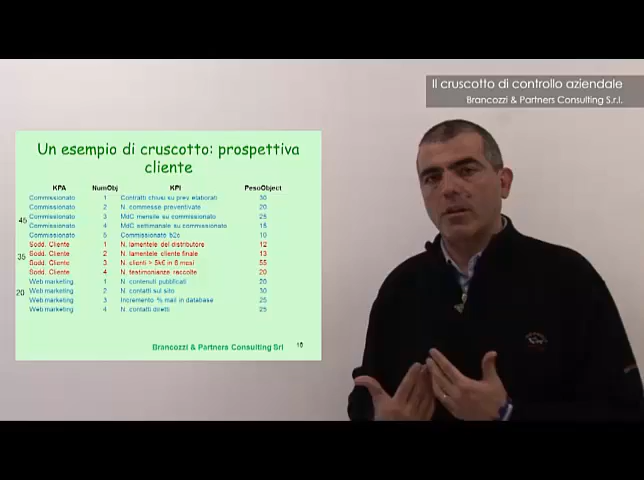 Il cruscotto di controllo aziendale
Brancozzi & Partners Consulting S.r.l.
Un esempio di cruscotto: prospettiva
cliente
KPA NumObj KPI PesoObject
Commissionato 1 Contratti chiusi su prev. elaborati 30
Commissionato 2 N. commesse preventivate 20
45 Commissionato 3 MdC mensile su commissionato 25
Commissionato 4 MdC settimanale su commissionato 15
Commissionato 5 Commissionato b2c 10
Sodd. Cliente 1 N. lamentele del distributore 12
35 Sodd. Cliente 2 N. lamentele cliente finale 13
Sodd. Cliente 3 N. clienti > 5k€ in 6 mesi 55
Sodd. Cliente 4 N. testimonianze raccolte 20
Web marketing 1 N. contenuti pubblicati 20
20 Web marketing 2 N. contatti sul sito 30
Web marketing 3 Incremento % mail in database 25
Web marketing 4 N. contatti diretti 25
Brancozzi & Partners Consulting Srl